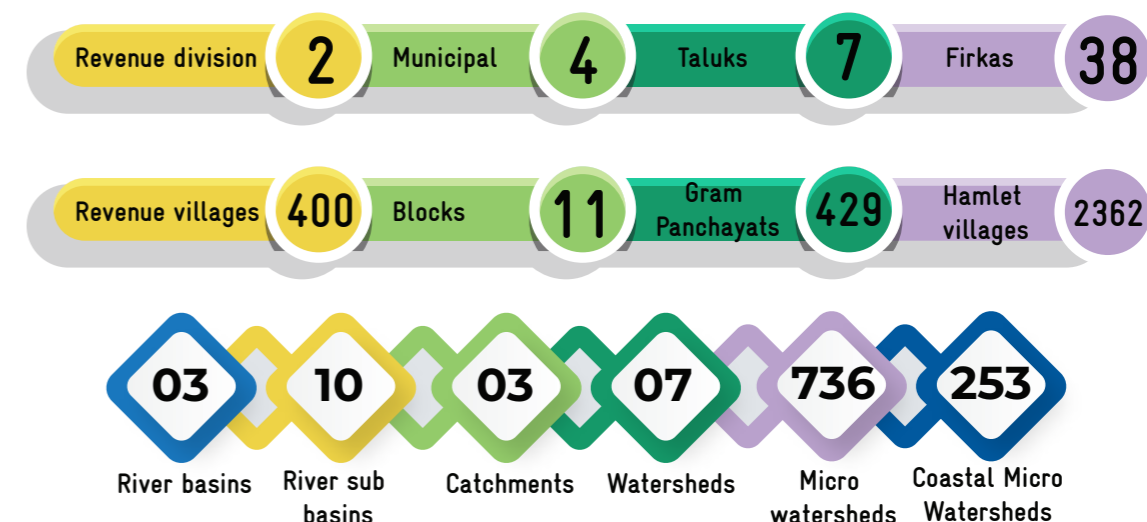 Revenue division 2 Municipal 4 Taluks 7 Firkas 38
Revenue villages 400 Blocks 11 Gram Panchayats 429 Hamlet villages 2362
03 10 03 07 736 253
River basins
River sub
basins
Catchments
Watersheds
Micro
watersheds
Coastal Micro
Watersheds